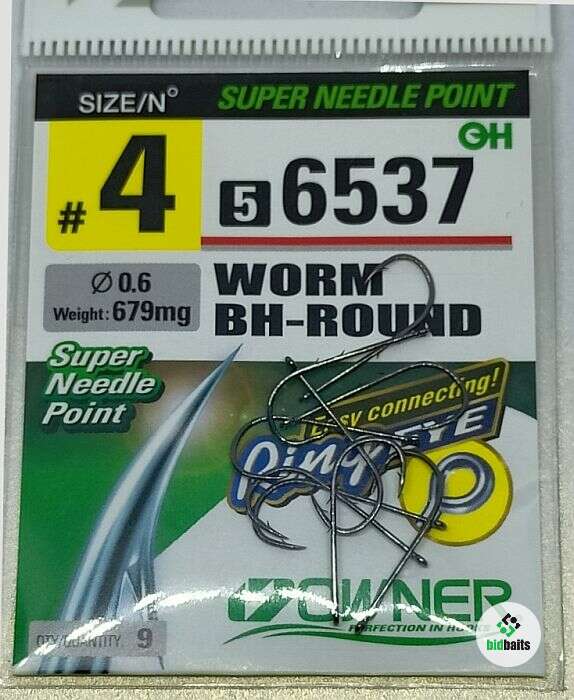 SIZE/N°
SUPER NEEDLE POINT
OH
#4
5 6537
Ø 0.6
Weight: 679mg
WORM
BH-ROUND
Super
Needle
Point
Easy connecting!
Ring EYE
OWNER
PERFECTION IN HOOKS
QTY/QUANTITY 9
bidbaits